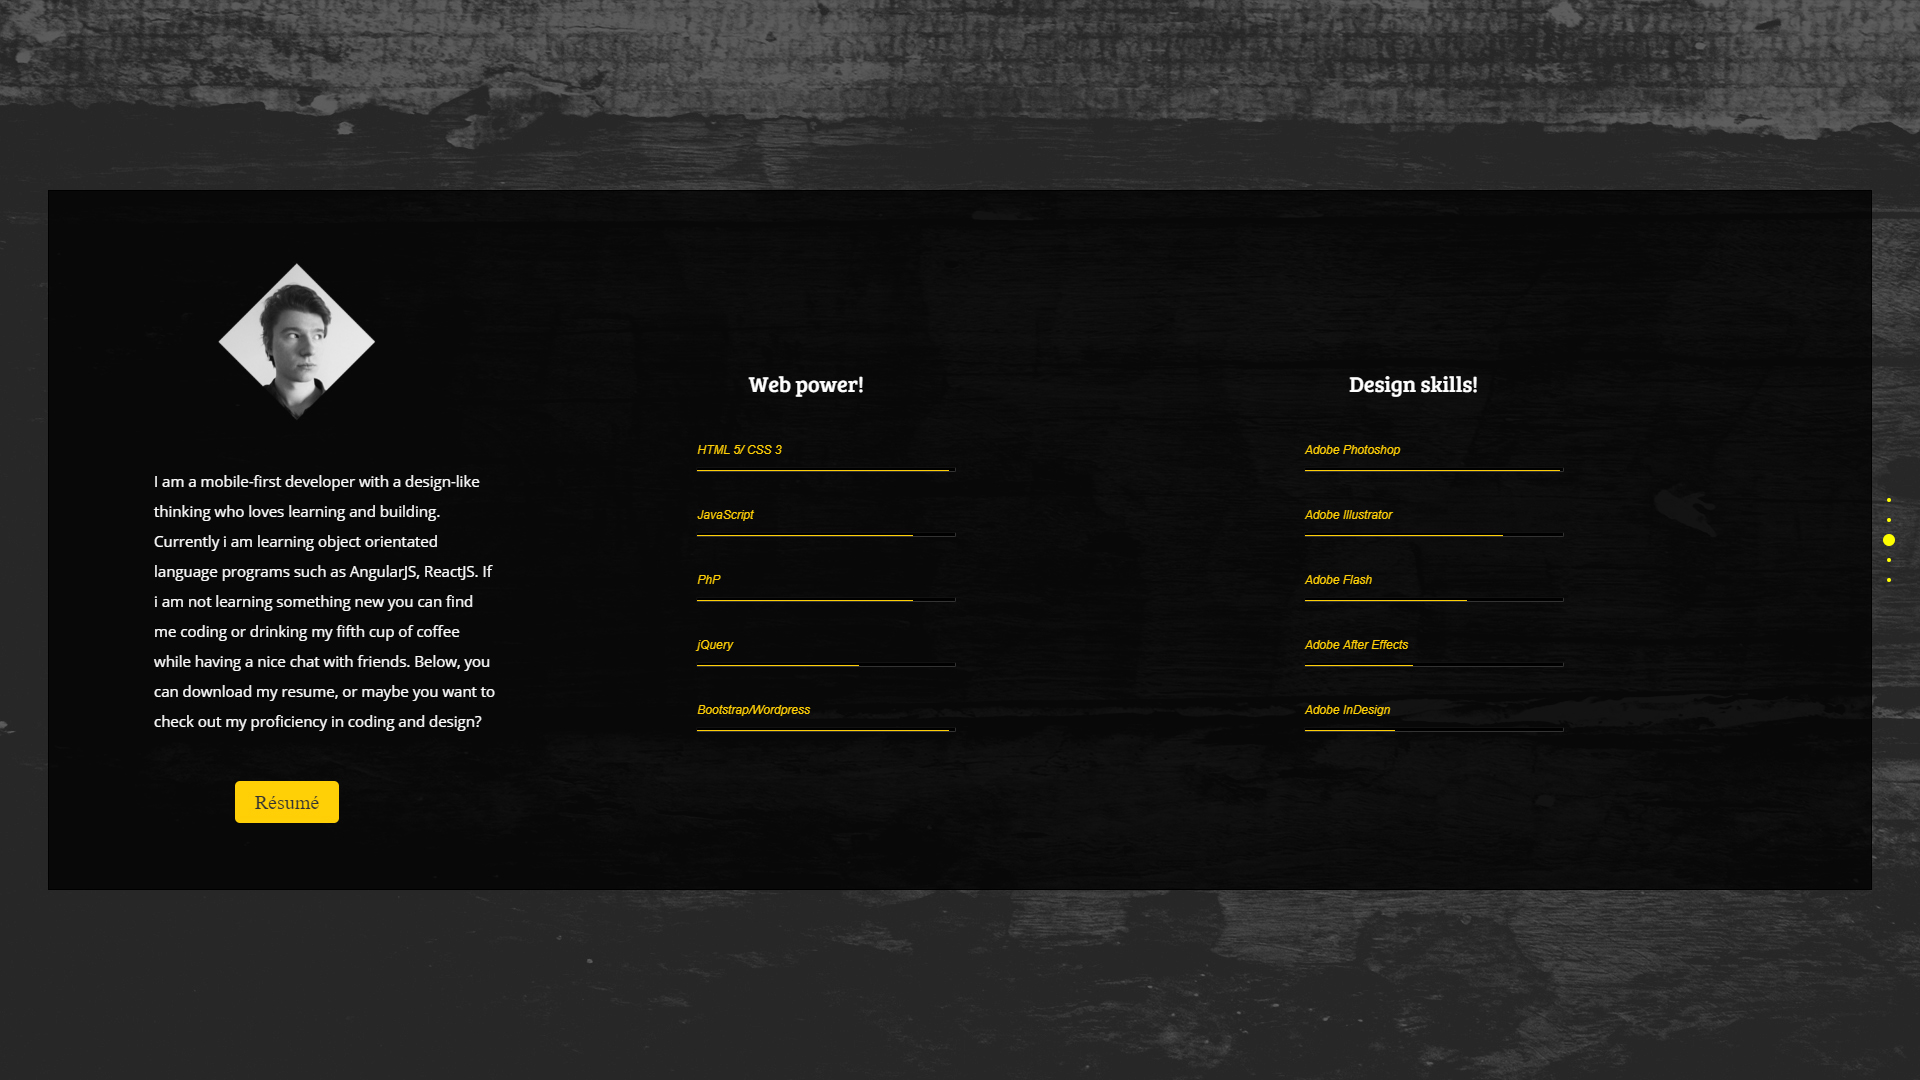 I am a mobile-first developer with a design-like
thinking who loves learning and building.
Currently i am learning object orientated
language programs such as AngularJS, ReactJS. If
i am not learning something new you can find
me coding or drinking my fifth cup of coffee
while having a nice chat with friends. Below, you
can download my resume, or maybe you want to
check out my proficiency in coding and design?
Résumé
Web power!
HTML 5/ CSS 3
JavaScript
PhP
jQuery
Bootstrap/Wordpress
Design skills!
Adobe Photoshop
Adobe Illustrator
Adobe Flash
Adobe After Effects
Adobe InDesign